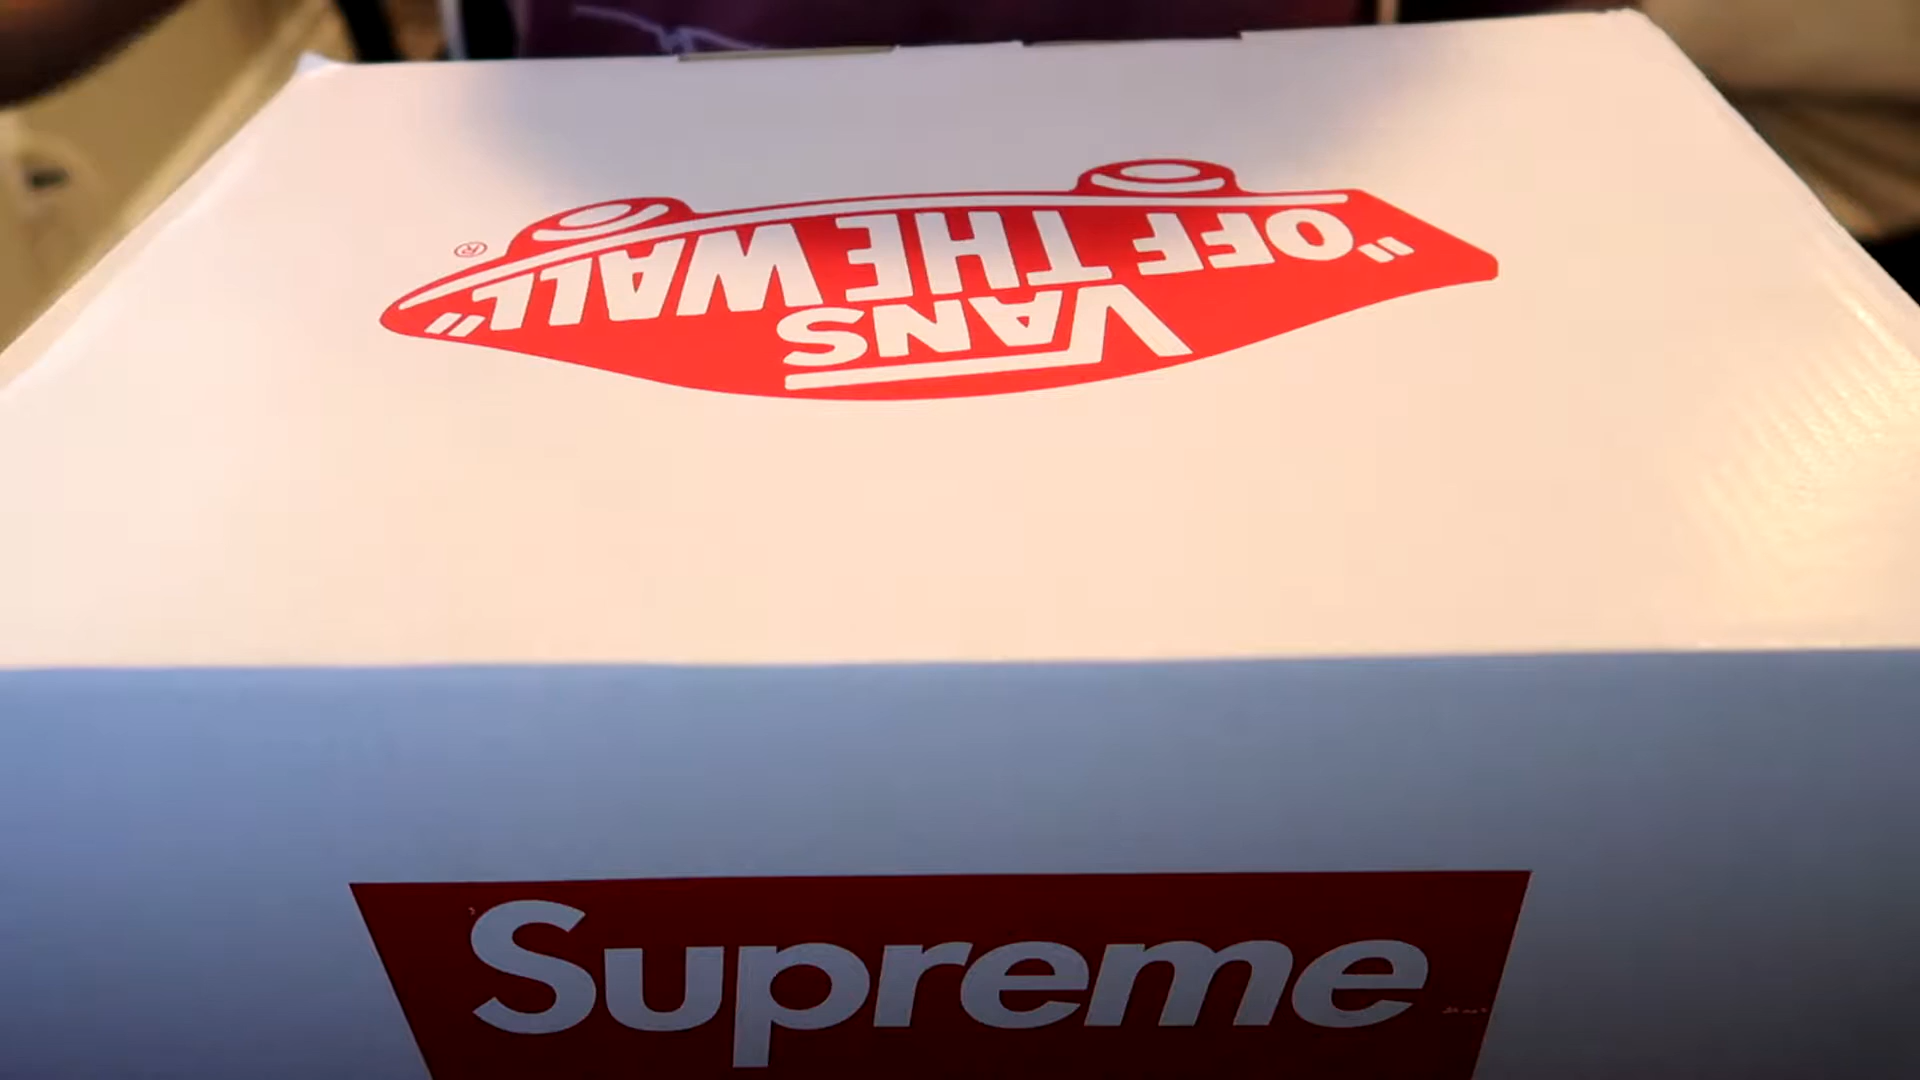 VANS
"OFF THE WALL"
®
Supreme